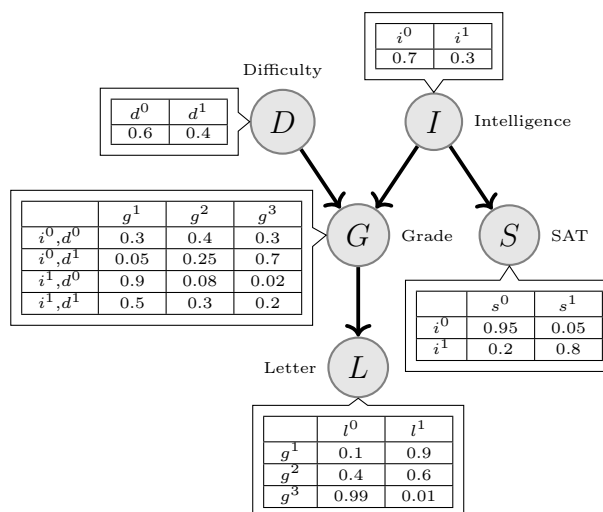 i⁰ i¹
0.7 0.3
Difficulty
d⁰ d¹
0.6 0.4
D
I
Intelligence
g¹ g² g³
i⁰,d⁰ 0.3 0.4 0.3
i⁰,d¹ 0.05 0.25 0.7
i¹,d⁰ 0.9 0.08 0.02
i¹,d¹ 0.5 0.3 0.2
G
Grade
S
SAT
s⁰ s¹
i⁰ 0.95 0.05
i¹ 0.2 0.8
Letter
L
l⁰ l¹
g¹ 0.1 0.9
g² 0.4 0.6
g³ 0.99 0.01